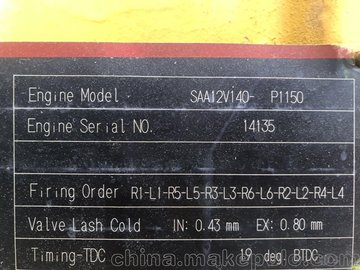 Engine Model SAA12V140- P1150
Engine Serial NO. 14135
Firing Order R1-L1-R5-L5-R3-L3-R6-L6-R2-L2-R4-L4
Valve Lash Cold IN: 0.43 mm EX: 0.80 mm
Timing-TDC 19 deg. BTDC
china.makepolo.com